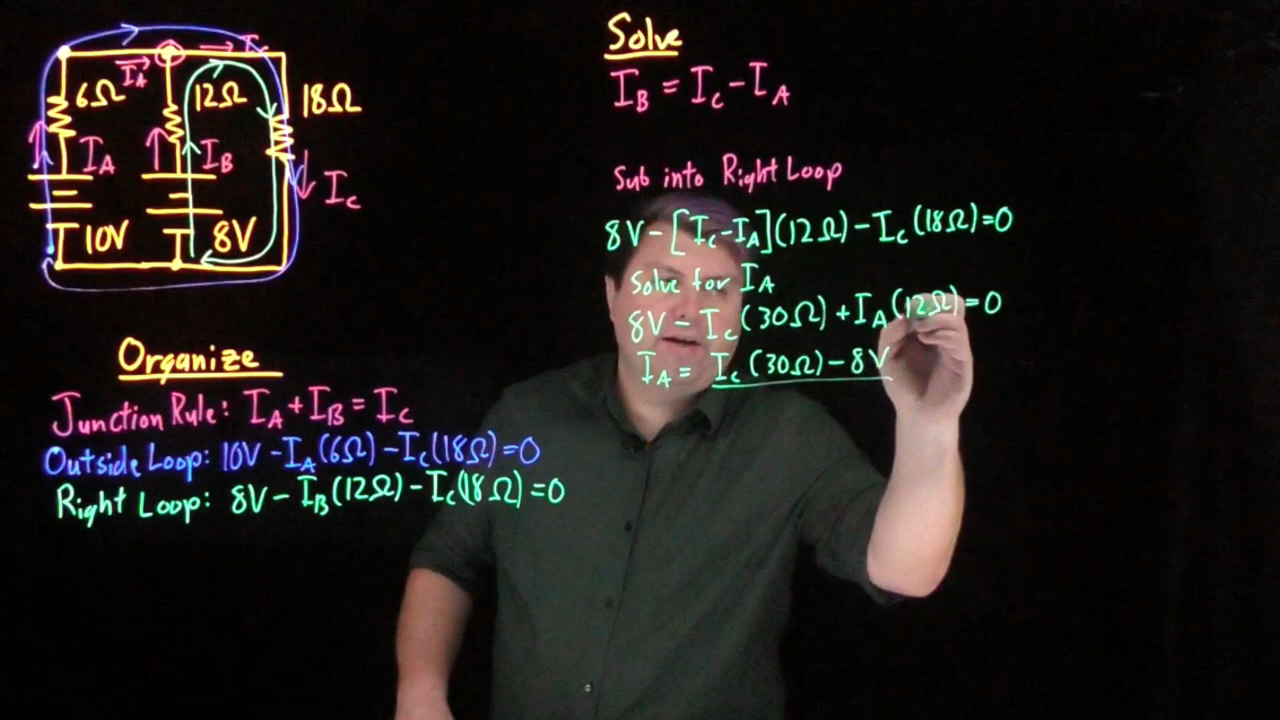 I_C
I_A
6Ω 12Ω 18Ω
I_A I_B I_C
10V 8V
Organize
Junction Rule: I_A + I_B = I_C
Outside Loop: 10V - I_A(6Ω) - I_C(18Ω) = 0
Right Loop: 8V - I_B(12Ω) - I_C(18Ω) = 0
Solve
I_B = I_C - I_A
Sub into Right Loop
8V - [I_C - I_A](12Ω) - I_C(18Ω) = 0
Solve for I_A
8V - I_C(30Ω) + I_A(12Ω) = 0
I_A = I_C(30Ω) - 8V